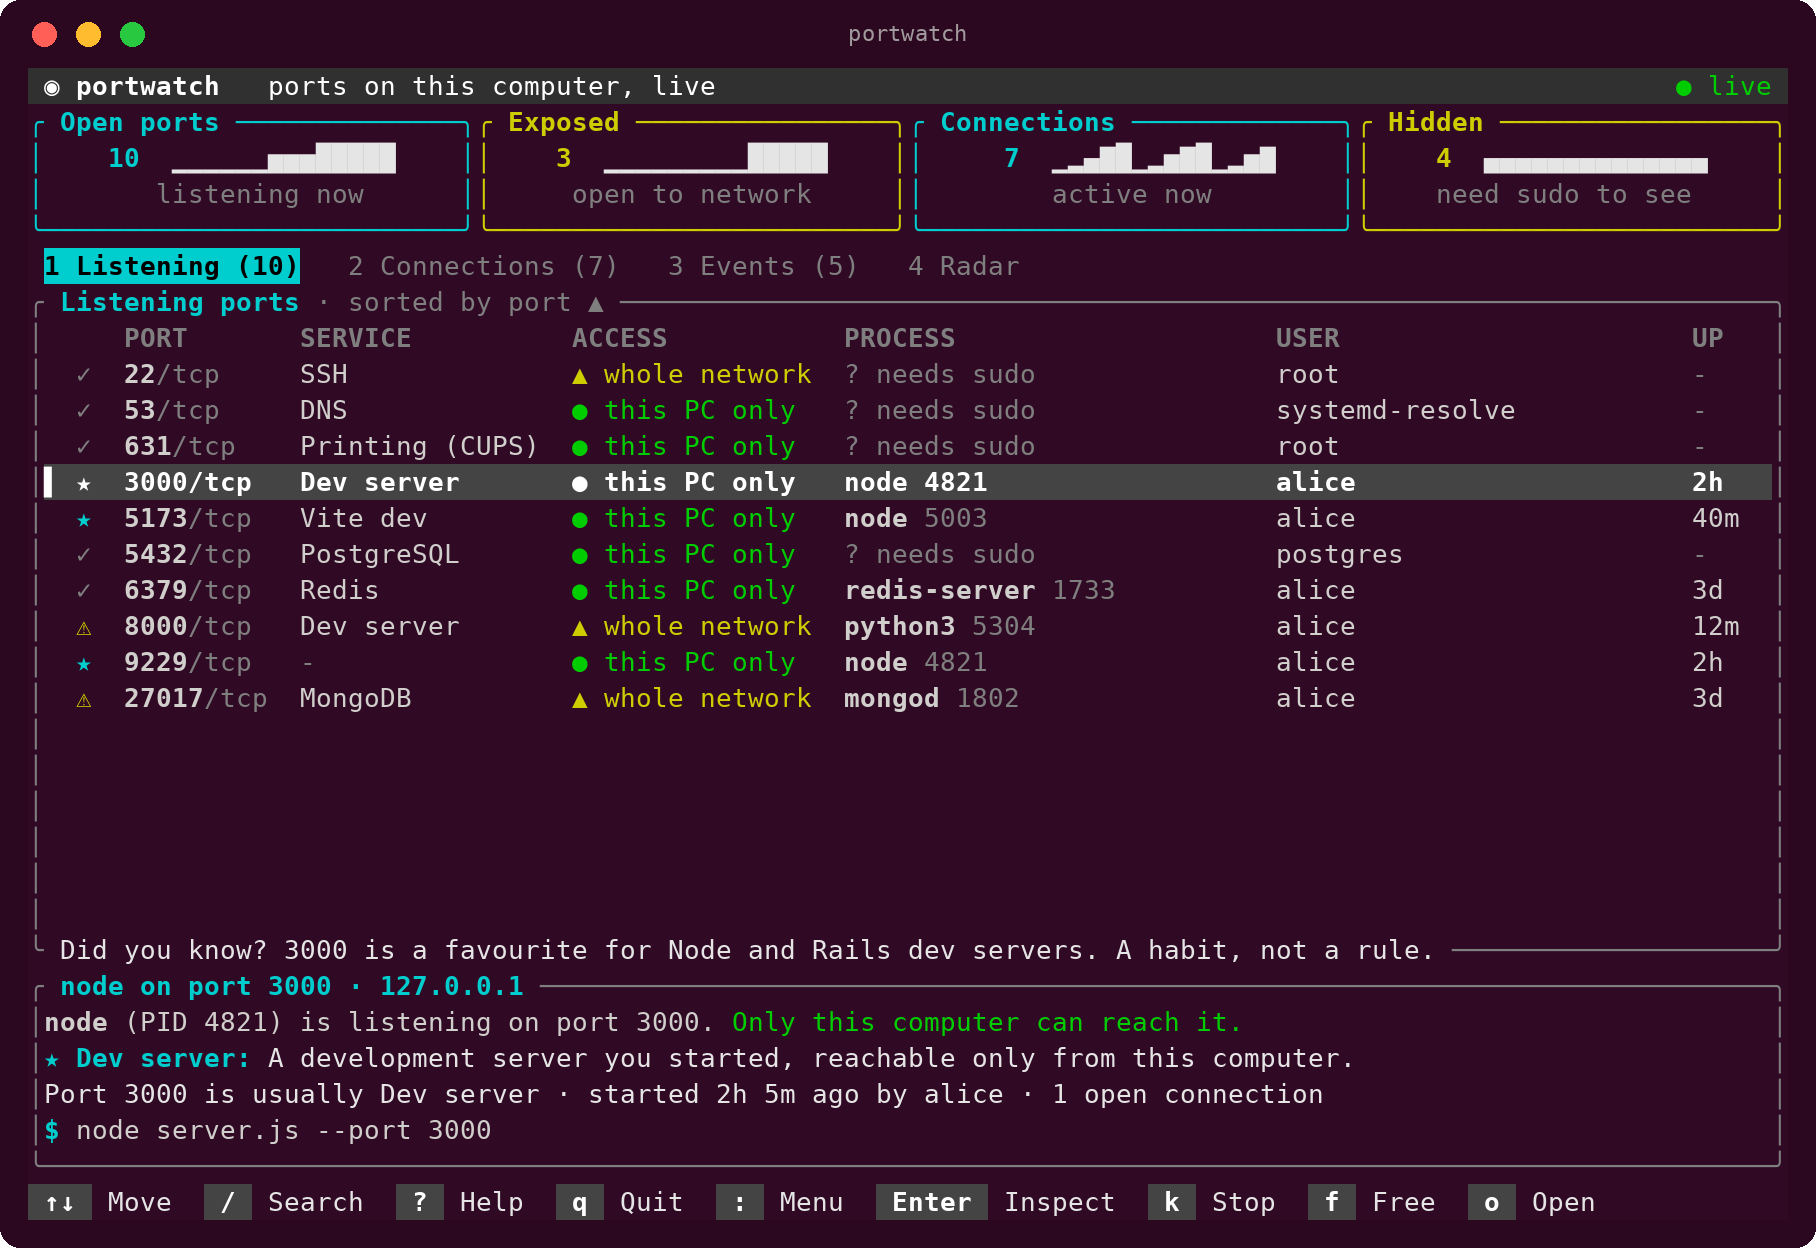 portwatch
◉ portwatch   ports on this computer, live   ● live
Open ports   Exposed   Connections   Hidden
10   3   7   4
listening now   open to network   active now   need sudo to see
1 Listening (10)   2 Connections (7)   3 Events (5)   4 Radar
Listening ports · sorted by port ▲
PORT   SERVICE   ACCESS   PROCESS   USER   UP
✓ 22/tcp   SSH   ▲ whole network   ? needs sudo   root   -
✓ 53/tcp   DNS   ● this PC only   ? needs sudo   systemd-resolve   -
✓ 631/tcp   Printing (CUPS)   ● this PC only   ? needs sudo   root   -
★ 3000/tcp   Dev server   ● this PC only   node 4821   alice   2h
★ 5173/tcp   Vite dev   ● this PC only   node 5003   alice   40m
✓ 5432/tcp   PostgreSQL   ● this PC only   ? needs sudo   postgres   -
✓ 6379/tcp   Redis   ● this PC only   redis-server 1733   alice   3d
⚠ 8000/tcp   Dev server   ▲ whole network   python3 5304   alice   12m
★ 9229/tcp   -   ● this PC only   node 4821   alice   2h
⚠ 27017/tcp   MongoDB   ▲ whole network   mongod 1802   alice   3d
Did you know? 3000 is a favourite for Node and Rails dev servers. A habit, not a rule.
node on port 3000 · 127.0.0.1
node (PID 4821) is listening on port 3000. Only this computer can reach it.
★ Dev server: A development server you started, reachable only from this computer.
Port 3000 is usually Dev server · started 2h 5m ago by alice · 1 open connection
$ node server.js --port 3000
↑↓ Move   / Search   ? Help   q Quit   : Menu   Enter Inspect   k Stop   f Free   o Open